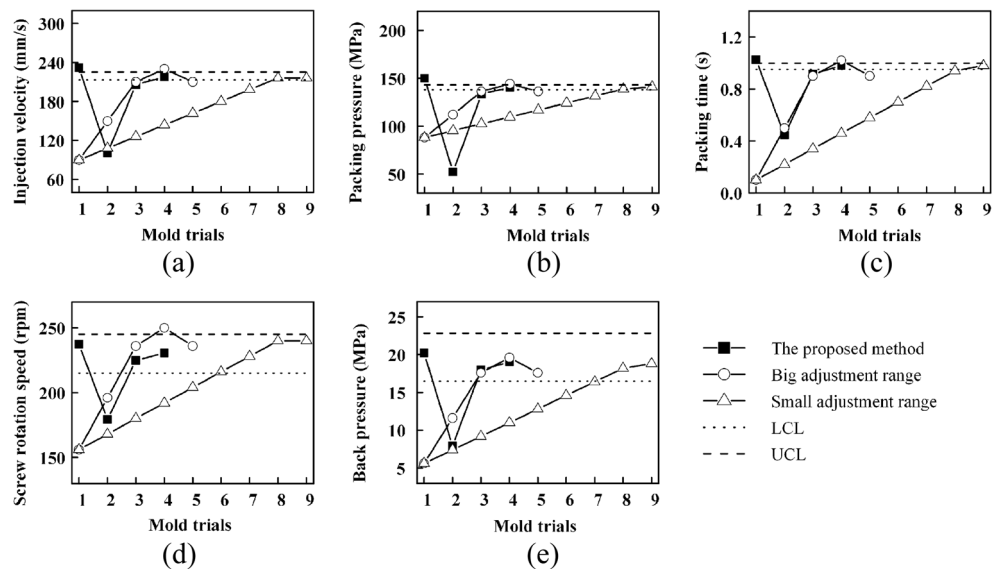 Injection velocity (mm/s)
300
240
180
120
60
1 2 3 4 5 6 7 8 9
Mold trials
(a)
Packing pressure (MPa)
200
150
100
50
1 2 3 4 5 6 7 8 9
Mold trials
(b)
Packing time (s)
1.2
0.8
0.4
0.0
1 2 3 4 5 6 7 8 9
Mold trials
(c)
Screw rotation speed (rpm)
250
200
150
1 2 3 4 5 6 7 8 9
Mold trials
(d)
Back pressure (MPa)
25
20
15
10
5
1 2 3 4 5 6 7 8 9
Mold trials
(e)
The proposed method
Big adjustment range
Small adjustment range
LCL
UCL